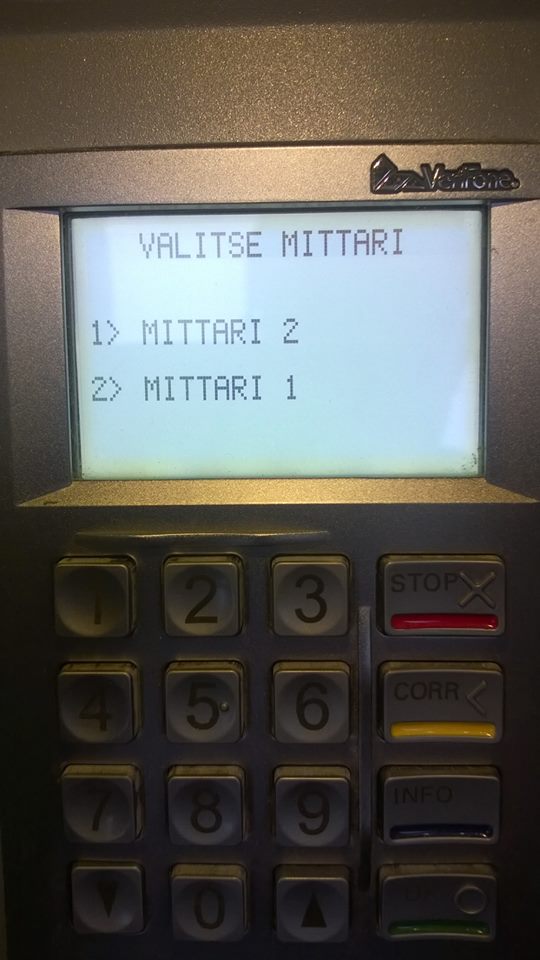 VeriFone
VALITSE MITTARI
1> MITTARI 2
2> MITTARI 1
1 2 3 STOP
4 5 6 CORR <
7 8 9 INFO
0